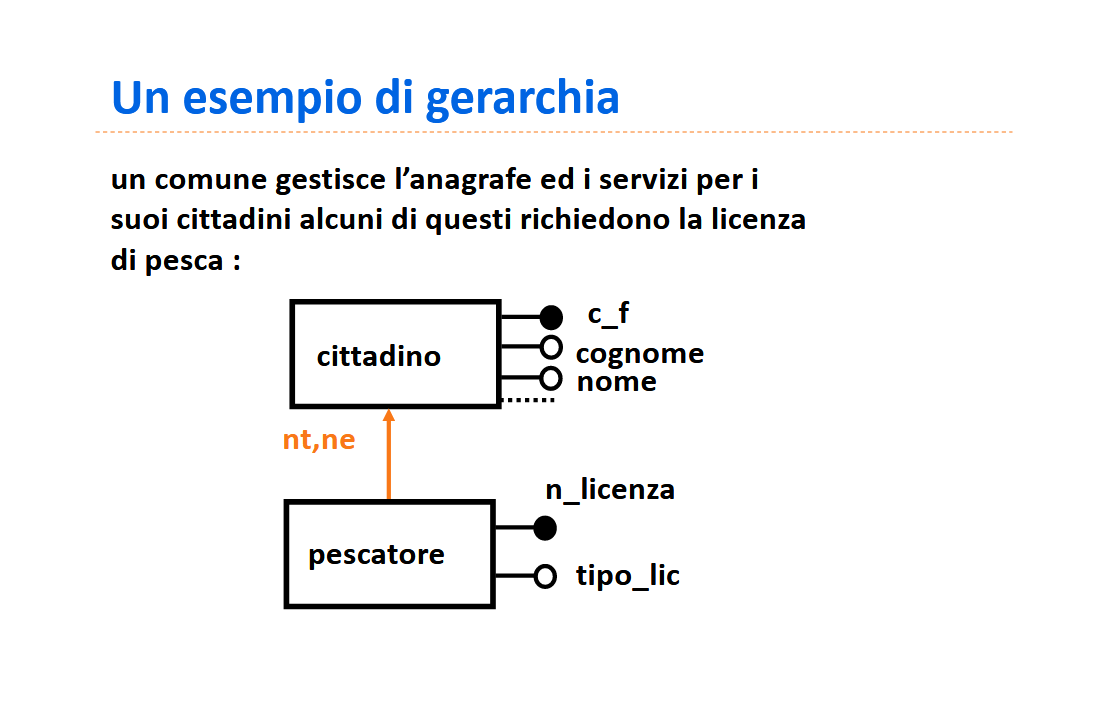 Un esempio di gerarchia
un comune gestisce l’anagrafe ed i servizi per i
suoi cittadini alcuni di questi richiedono la licenza
di pesca :
cittadino
c_f
cognome
nome
nt,ne
n_licenza
pescatore
tipo_lic